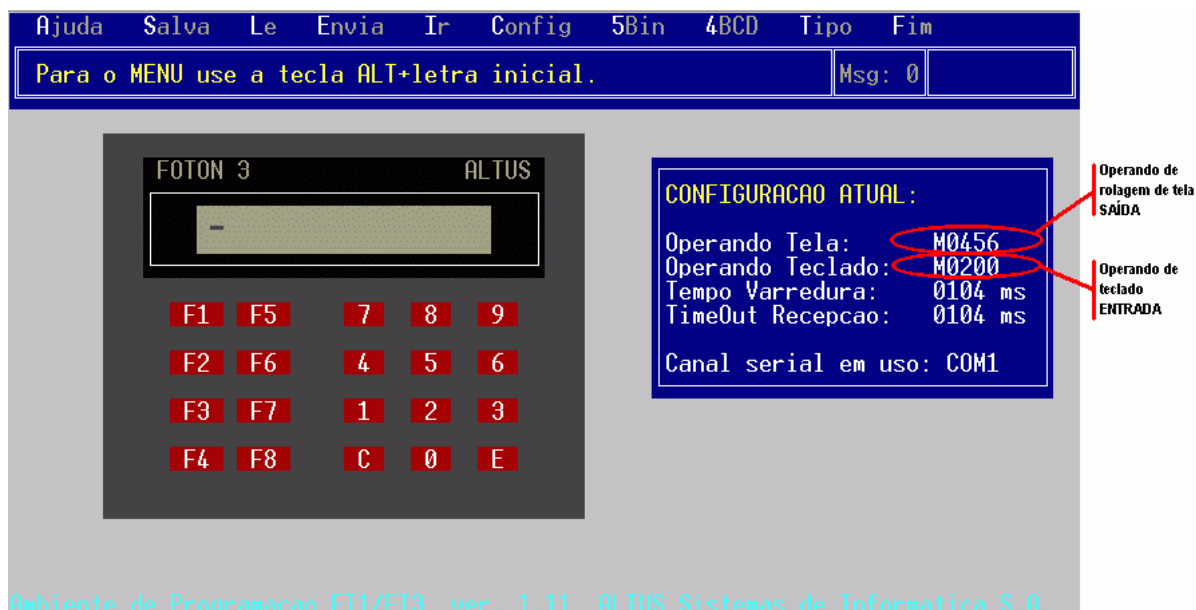 Ajuda Salva Le Envia Ir Config 5Bin 4BCD Tipo Fim
Para o MENU use a tecla ALT+letra inicial.
Msg: 0
FOTON 3 ALTUS
-
F1 F5 7 8 9
F2 F6 4 5 6
F3 F7 1 2 3
F4 F8 C 0 E
CONFIGURACAO ATUAL:
Operando Tela: M0456
Operando Teclado: M0200
Tempo Varredura: 0104 ms
TimeOut Recepcao: 0104 ms
Canal serial em uso: COM1
Operando de
rolagem de tela
SAÍDA
Operando de
teclado
ENTRADA
Ambiente de Programacao FT1/FT3, ver. 1.11, ALTUS Sistemas de Informatica S.A.